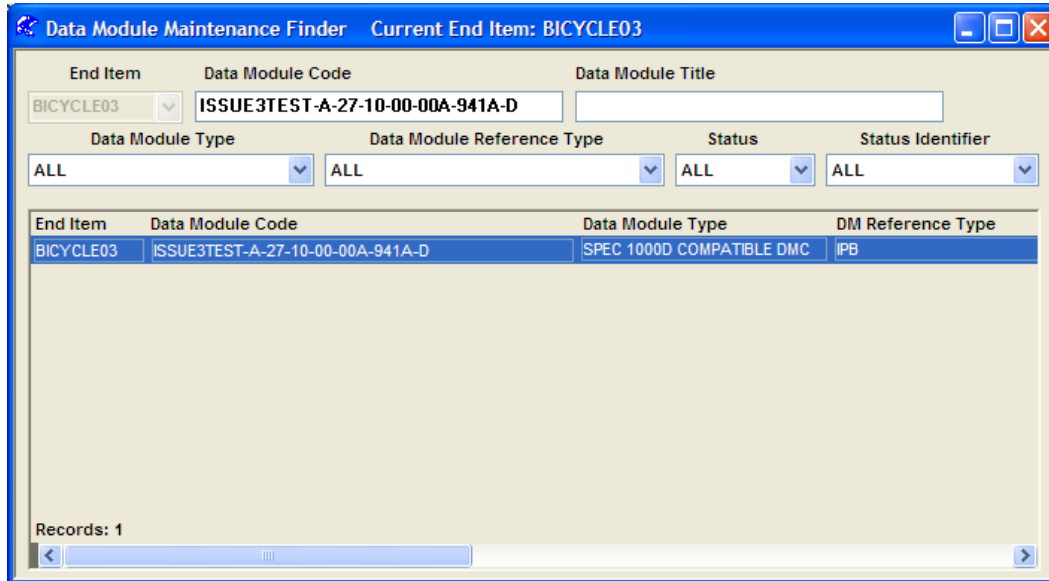 Data Module Maintenance Finder Current End Item: BICYCLE03
End Item Data Module Code Data Module Title
BICYCLE03 ISSUE3TEST-A-27-10-00-00A-941A-D
Data Module Type Data Module Reference Type Status Status Identifier
ALL ALL ALL ALL
End Item Data Module Code Data Module Type DM Reference Type
BICYCLE03 ISSUE3TEST-A-27-10-00-00A-941A-D SPEC 1000D COMPATIBLE DMC IPB
Records: 1